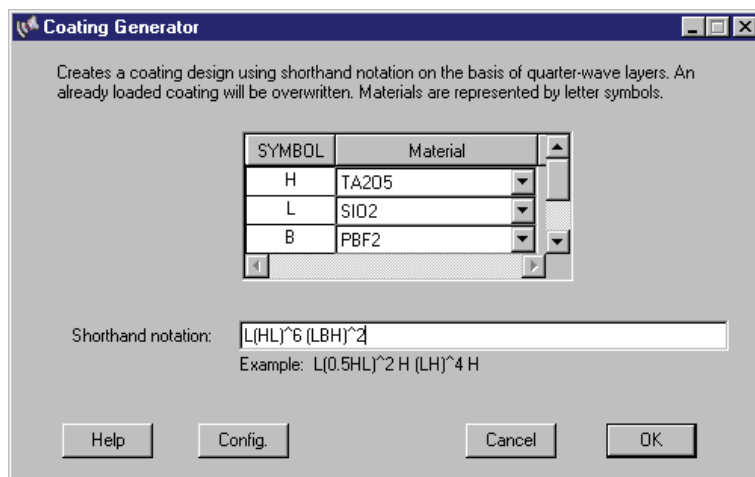 Coating Generator
Creates a coating design using shorthand notation on the basis of quarter-wave layers. An
already loaded coating will be overwritten. Materials are represented by letter symbols.
SYMBOL Material
H TA2O5
L SIO2
B PBF2
Shorthand notation: L(HL)^6 (LBH)^2
Example: L(0.5HL)^2 H (LH)^4 H
Help Config. Cancel OK